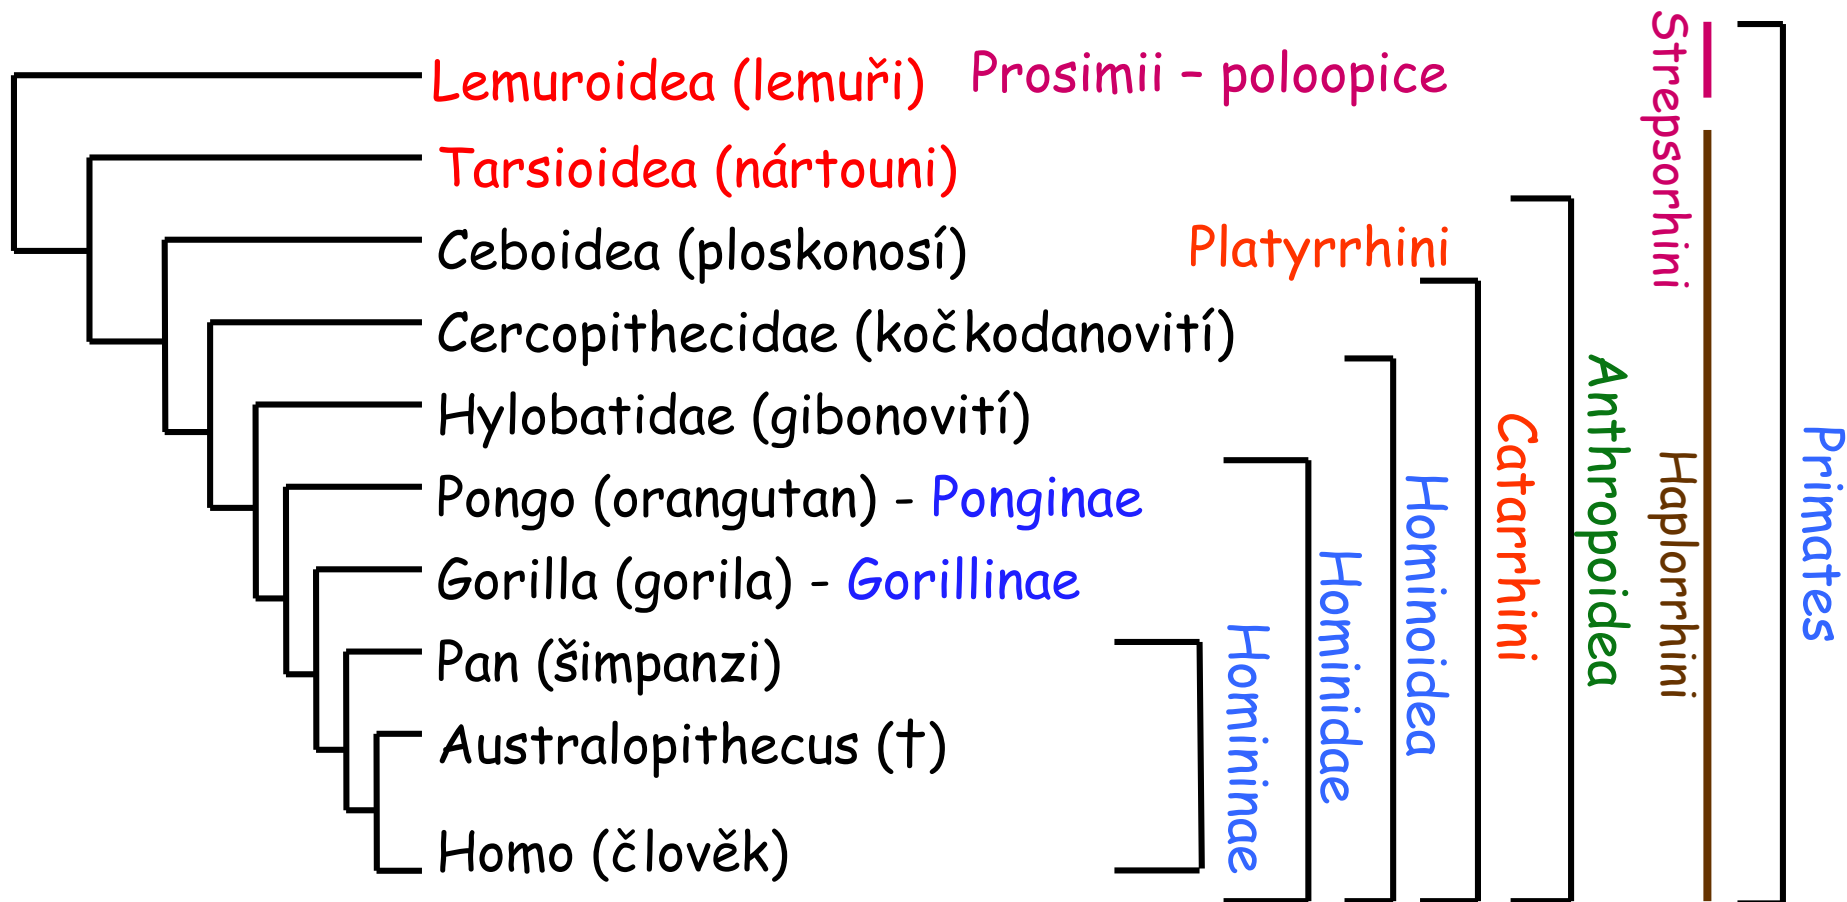 Lemuroidea (lemuři) Prosimii – poloopice
Tarsioidea (nártouni)
Ceboidea (ploskonosí) Platyrrhini
Cercopithecidae (kočkodanovití)
Hylobatidae (gibonovití)
Pongo (orangutan) - Ponginae
Gorilla (gorila) - Gorillinae
Pan (šimpanzi)
Australopithecus (†)
Homo (člověk)
Homininae
Hominidae
Hominoidea
Catarrhini
Anthropoidea
Strepsorhini
Haplorrhini
Primates